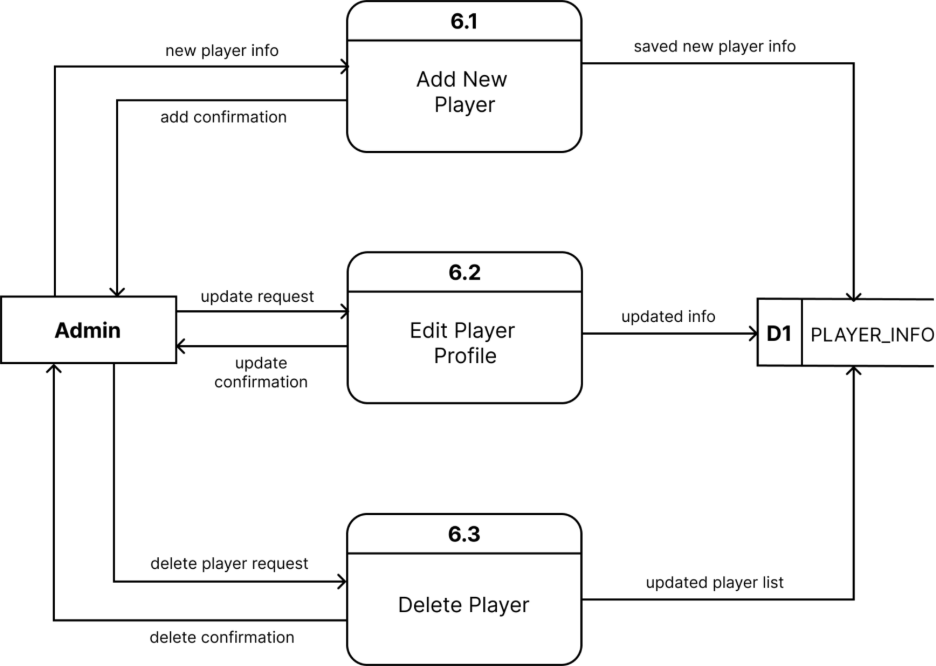 6.1
new player info
saved new player info
Add New
Player
add confirmation
6.2
update request
updated info
Admin
Edit Player
Profile
D1
PLAYER_INFO
update
confirmation
6.3
delete player request
updated player list
Delete Player
delete confirmation